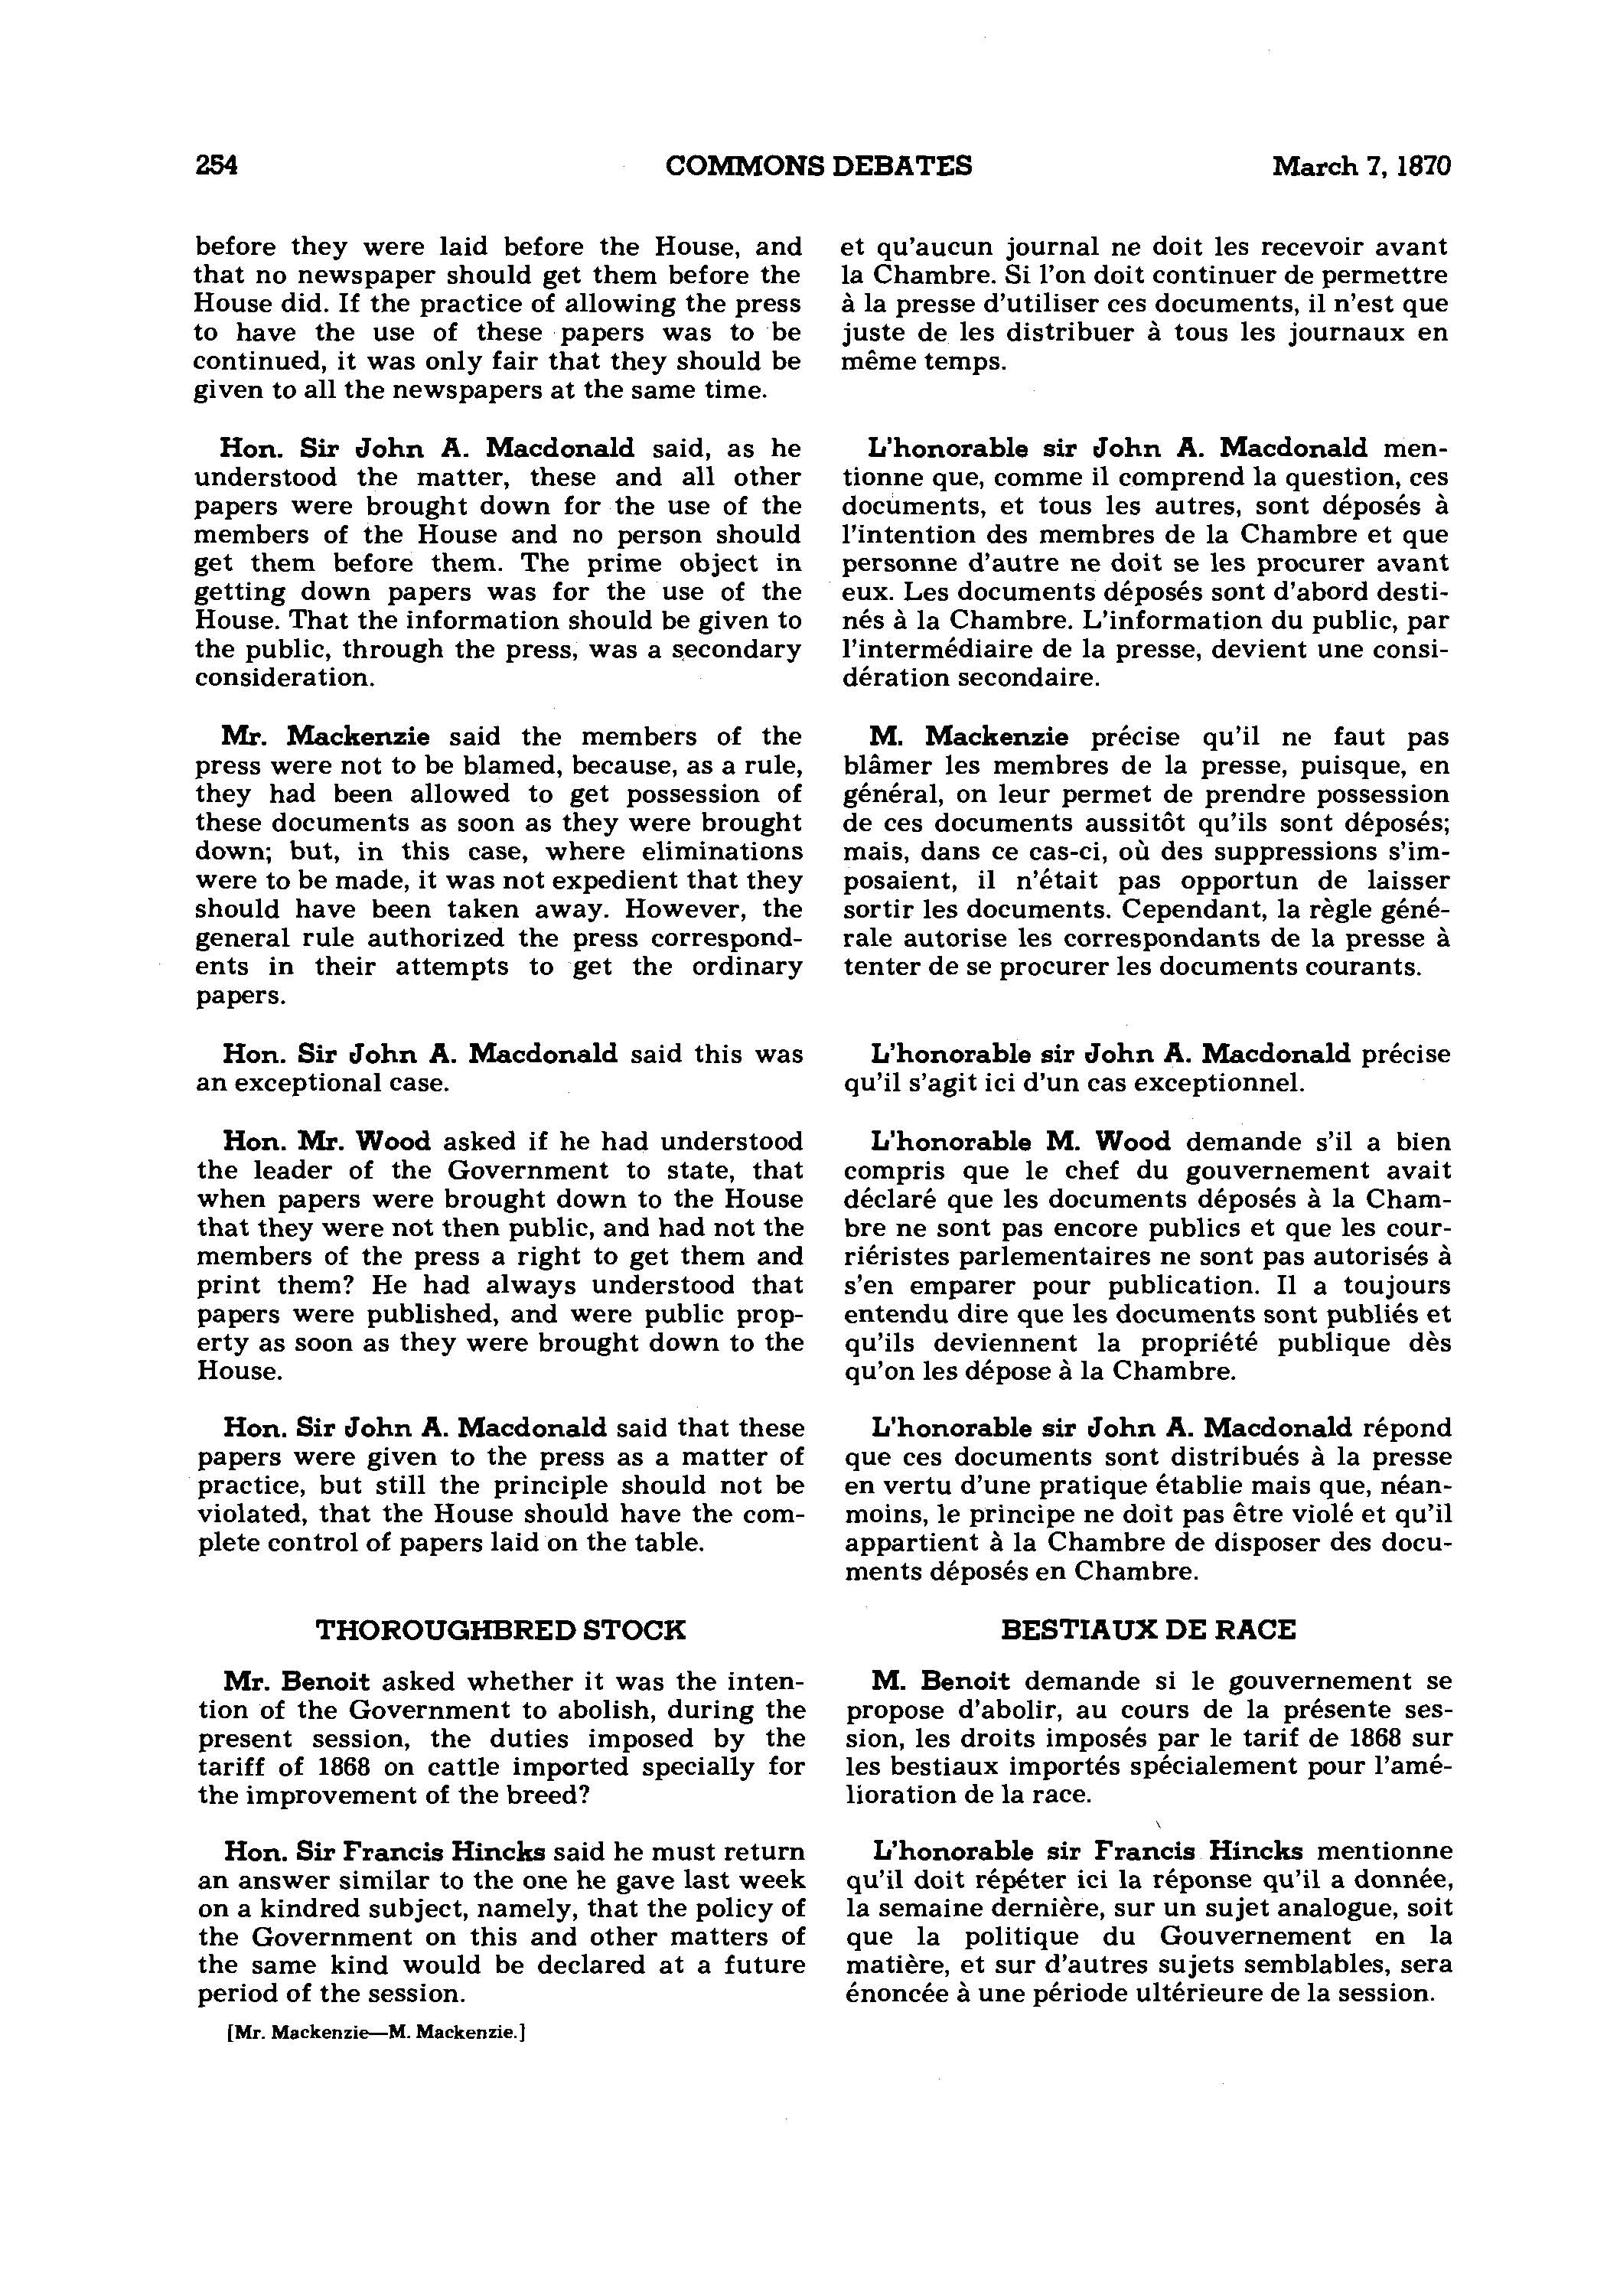 254 COMMONS DEBATES March 7, 1870
before they were laid before the House, and
that no newspaper should get them before the
House did. If the practice of allowing the press
to have the use of these papers was to be
continued, it was only fair that they should be
given to all the newspapers at the same time.
Hon. Sir John A. Macdonald said, as he
understood the matter, these and all other
papers were brought down for the use of the
members of the House and no person should
get them before them. The prime object in
getting down papers was for the use of the
House. That the information should be given to
the public, through the press, was a secondary
consideration.
Mr. Mackenzie said the members of the
press were not to be blamed, because, as a rule,
they had been allowed to get possession of
these documents as soon as they were brought
down; but, in this case, where eliminations
were to be made, it was not expedient that they
should have been taken away. However, the
general rule authorized the press correspond-
ents in their attempts to get the ordinary
papers.
Hon. Sir John A. Macdonald said this was
an exceptional case.
Hon. Mr. Wood asked if he had understood
the leader of the Government to state, that
when papers were brought down to the House
that they were not then public, and had not the
members of the press a right to get them and
print them? He had always understood that
papers were published, and were public prop-
erty as soon as they were brought down to the
House.
Hon. Sir John A. Macdonald said that these
papers were given to the press as a matter of
practice, but still the principle should not be
violated, that the House should have the com-
plete control of papers laid on the table.
THOROUGHBRED STOCK
Mr. Benoit asked whether it was the inten-
tion of the Government to abolish, during the
present session, the duties imposed by the
tariff of 1868 on cattle imported specially for
the improvement of the breed?
Hon. Sir Francis Hincks said he must return
an answer similar to the one he gave last week
on a kindred subject, namely, that the policy of
the Government on this and other matters of
the same kind would be declared at a future
period of the session.
[Mr. Mackenzie—M. Mackenzie.]
et qu'aucun journal ne doit les recevoir avant
la Chambre. Si l'on doit continuer de permettre
à la presse d'utiliser ces documents, il n'est que
juste de les distribuer à tous les journaux en
même temps.
L'honorable sir John A. Macdonald men-
tionne que, comme il comprend la question, ces
documents, et tous les autres, sont déposés à
l'intention des membres de la Chambre et que
personne d'autre ne doit se les procurer avant
eux. Les documents déposés sont d'abord desti-
nés à la Chambre. L'information du public, par
l'intermédiaire de la presse, devient une consi-
dération secondaire.
M. Mackenzie précise qu'il ne faut pas
blâmer les membres de la presse, puisque, en
général, on leur permet de prendre possession
de ces documents aussitôt qu'ils sont déposés;
mais, dans ce cas-ci, où des suppressions s'im-
posaient, il n'était pas opportun de laisser
sortir les documents. Cependant, la règle géné-
rale autorise les correspondants de la presse à
tenter de se procurer les documents courants.
L'honorable sir John A. Macdonald précise
qu'il s'agit ici d'un cas exceptionnel.
L'honorable M. Wood demande s'il a bien
compris que le chef du gouvernement avait
déclaré que les documents déposés à la Cham-
bre ne sont pas encore publics et que les cour-
riéristes parlementaires ne sont pas autorisés à
s'en emparer pour publication. Il a toujours
entendu dire que les documents sont publiés et
qu'ils deviennent la propriété publique dès
qu'on les dépose à la Chambre.
L'honorable sir John A. Macdonald répond
que ces documents sont distribués à la presse
en vertu d'une pratique établie mais que, néan-
moins, le principe ne doit pas être violé et qu'il
appartient à la Chambre de disposer des docu-
ments déposés en Chambre.
BESTIAUX DE RACE
M. Benoit demande si le gouvernement se
propose d'abolir, au cours de la présente ses-
sion, les droits imposés par le tarif de 1868 sur
les bestiaux importés spécialement pour l'amé-
lioration de la race.
L'honorable sir Francis Hincks mentionne
qu'il doit répéter ici la réponse qu'il a donnée,
la semaine dernière, sur un sujet analogue, soit
que la politique du Gouvernement en la
matière, et sur d'autres sujets semblables, sera
énoncée à une période ultérieure de la session.